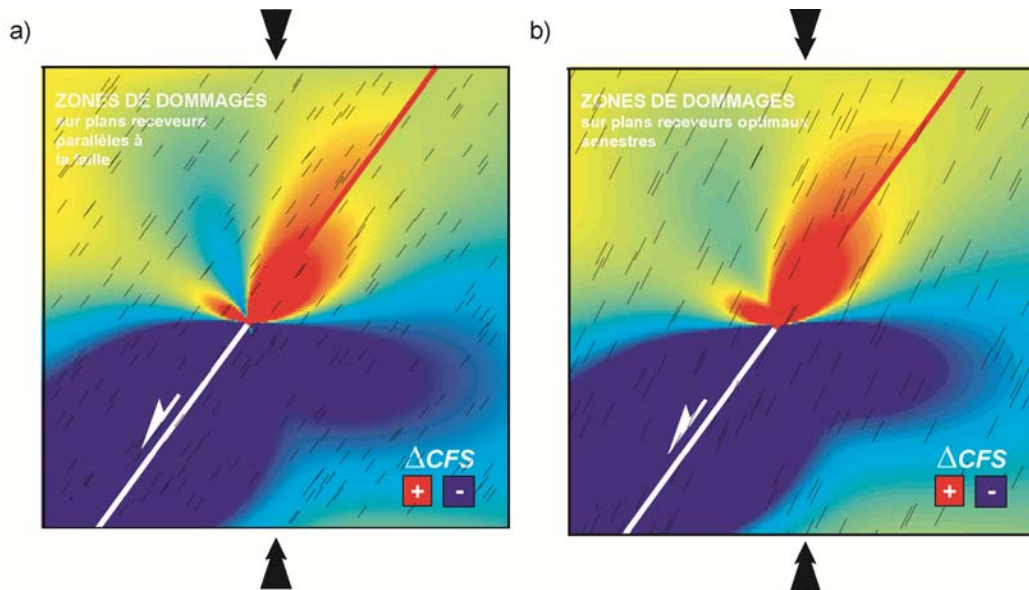 a)
ZONES DE DOMMAGES
sur plans receveurs
parallèles à
la faille
ΔCFS
+ -
b)
ZONES DE DOMMAGES
sur plans receveurs optimaux
senestres
ΔCFS
+ -